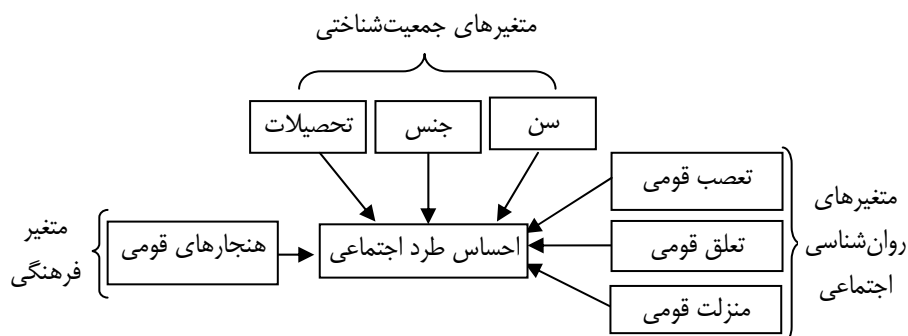 متغیرهای جمعیت‌شناختی
سن
جنس
تحصیلات
تعصب قومی
تعلق قومی
منزلت قومی
متغیرهای
روان‌شناسی
اجتماعی
احساس طرد اجتماعی
هنجارهای قومی
متغیر
فرهنگی